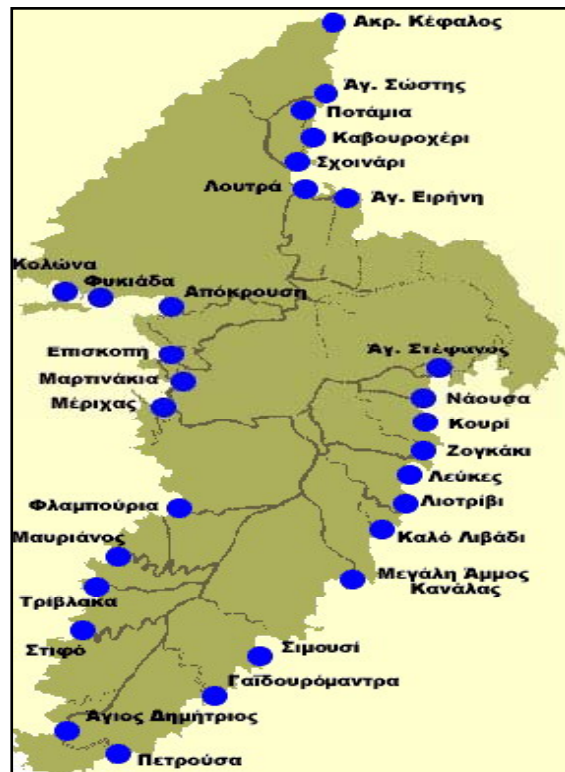 Ακρ. Κέφαλος
Άγ. Σώστης
Ποτάμια
Καβουροχέρι
Σχοινάρι
Λουτρά
Άγ. Ειρήνη
Κολώνα
Φυκιάδα
Απόκρουση
Επισκοπή
Άγ. Στέφανος
Μαρτινάκια
Νάουσα
Μέριχας
Κουρί
Ζογκάκι
Λεύκες
Φλαμπούρια
Λιοτρίβι
Μαυριάνος
Καλό Λιβάδι
Μεγάλη Άμμος
Κανάλας
Τρίβλακα
Στιφό
Σιμουσί
Γαϊδουρόμαντρα
Άγιος Δημήτριος
Πετρούσα